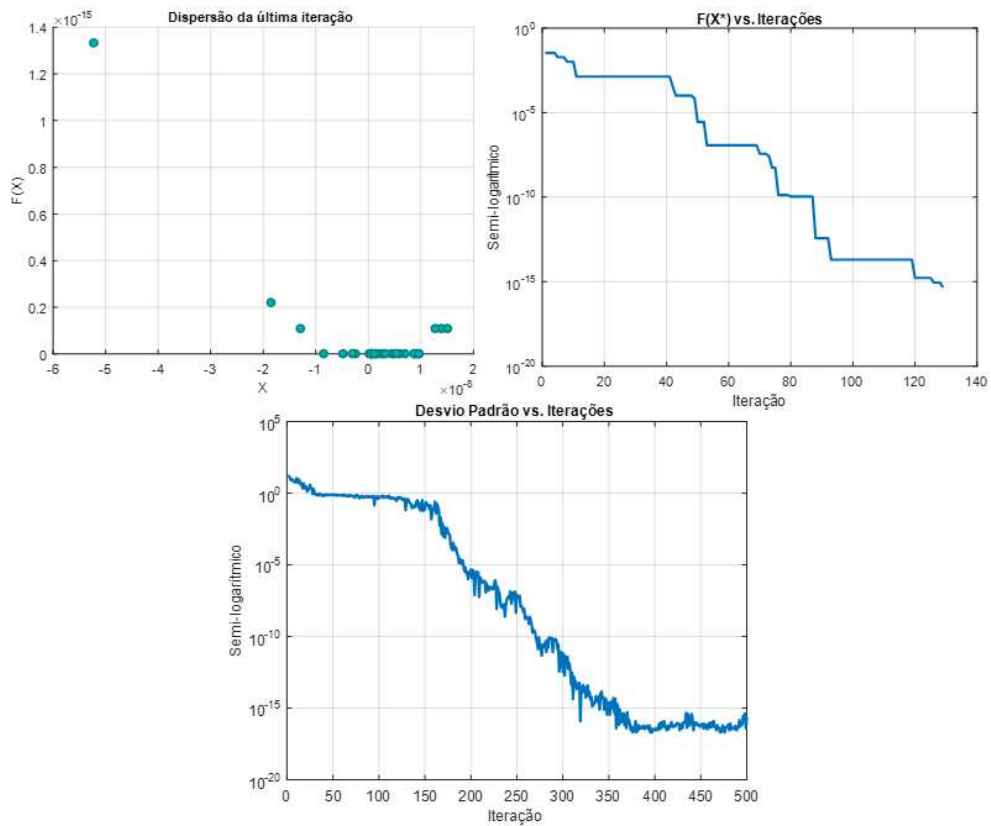 Dispersão da última iteração
×10⁻¹⁵
1.4
1.2
1
0.8
0.6
0.4
0.2
0
F(X)
-6 -5 -4 -3 -2 -1 0 1 2
X
×10⁻⁸
F(X*) vs. Iterações
10⁰
10⁻⁵
10⁻¹⁰
10⁻¹⁵
10⁻²⁰
Semi-logarítmico
0 20 40 60 80 100 120 140
Iteração
Desvio Padrão vs. Iterações
10⁵
10⁰
10⁻⁵
10⁻¹⁰
10⁻¹⁵
10⁻²⁰
Semi-logarítmico
0 50 100 150 200 250 300 350 400 450 500
Iteração